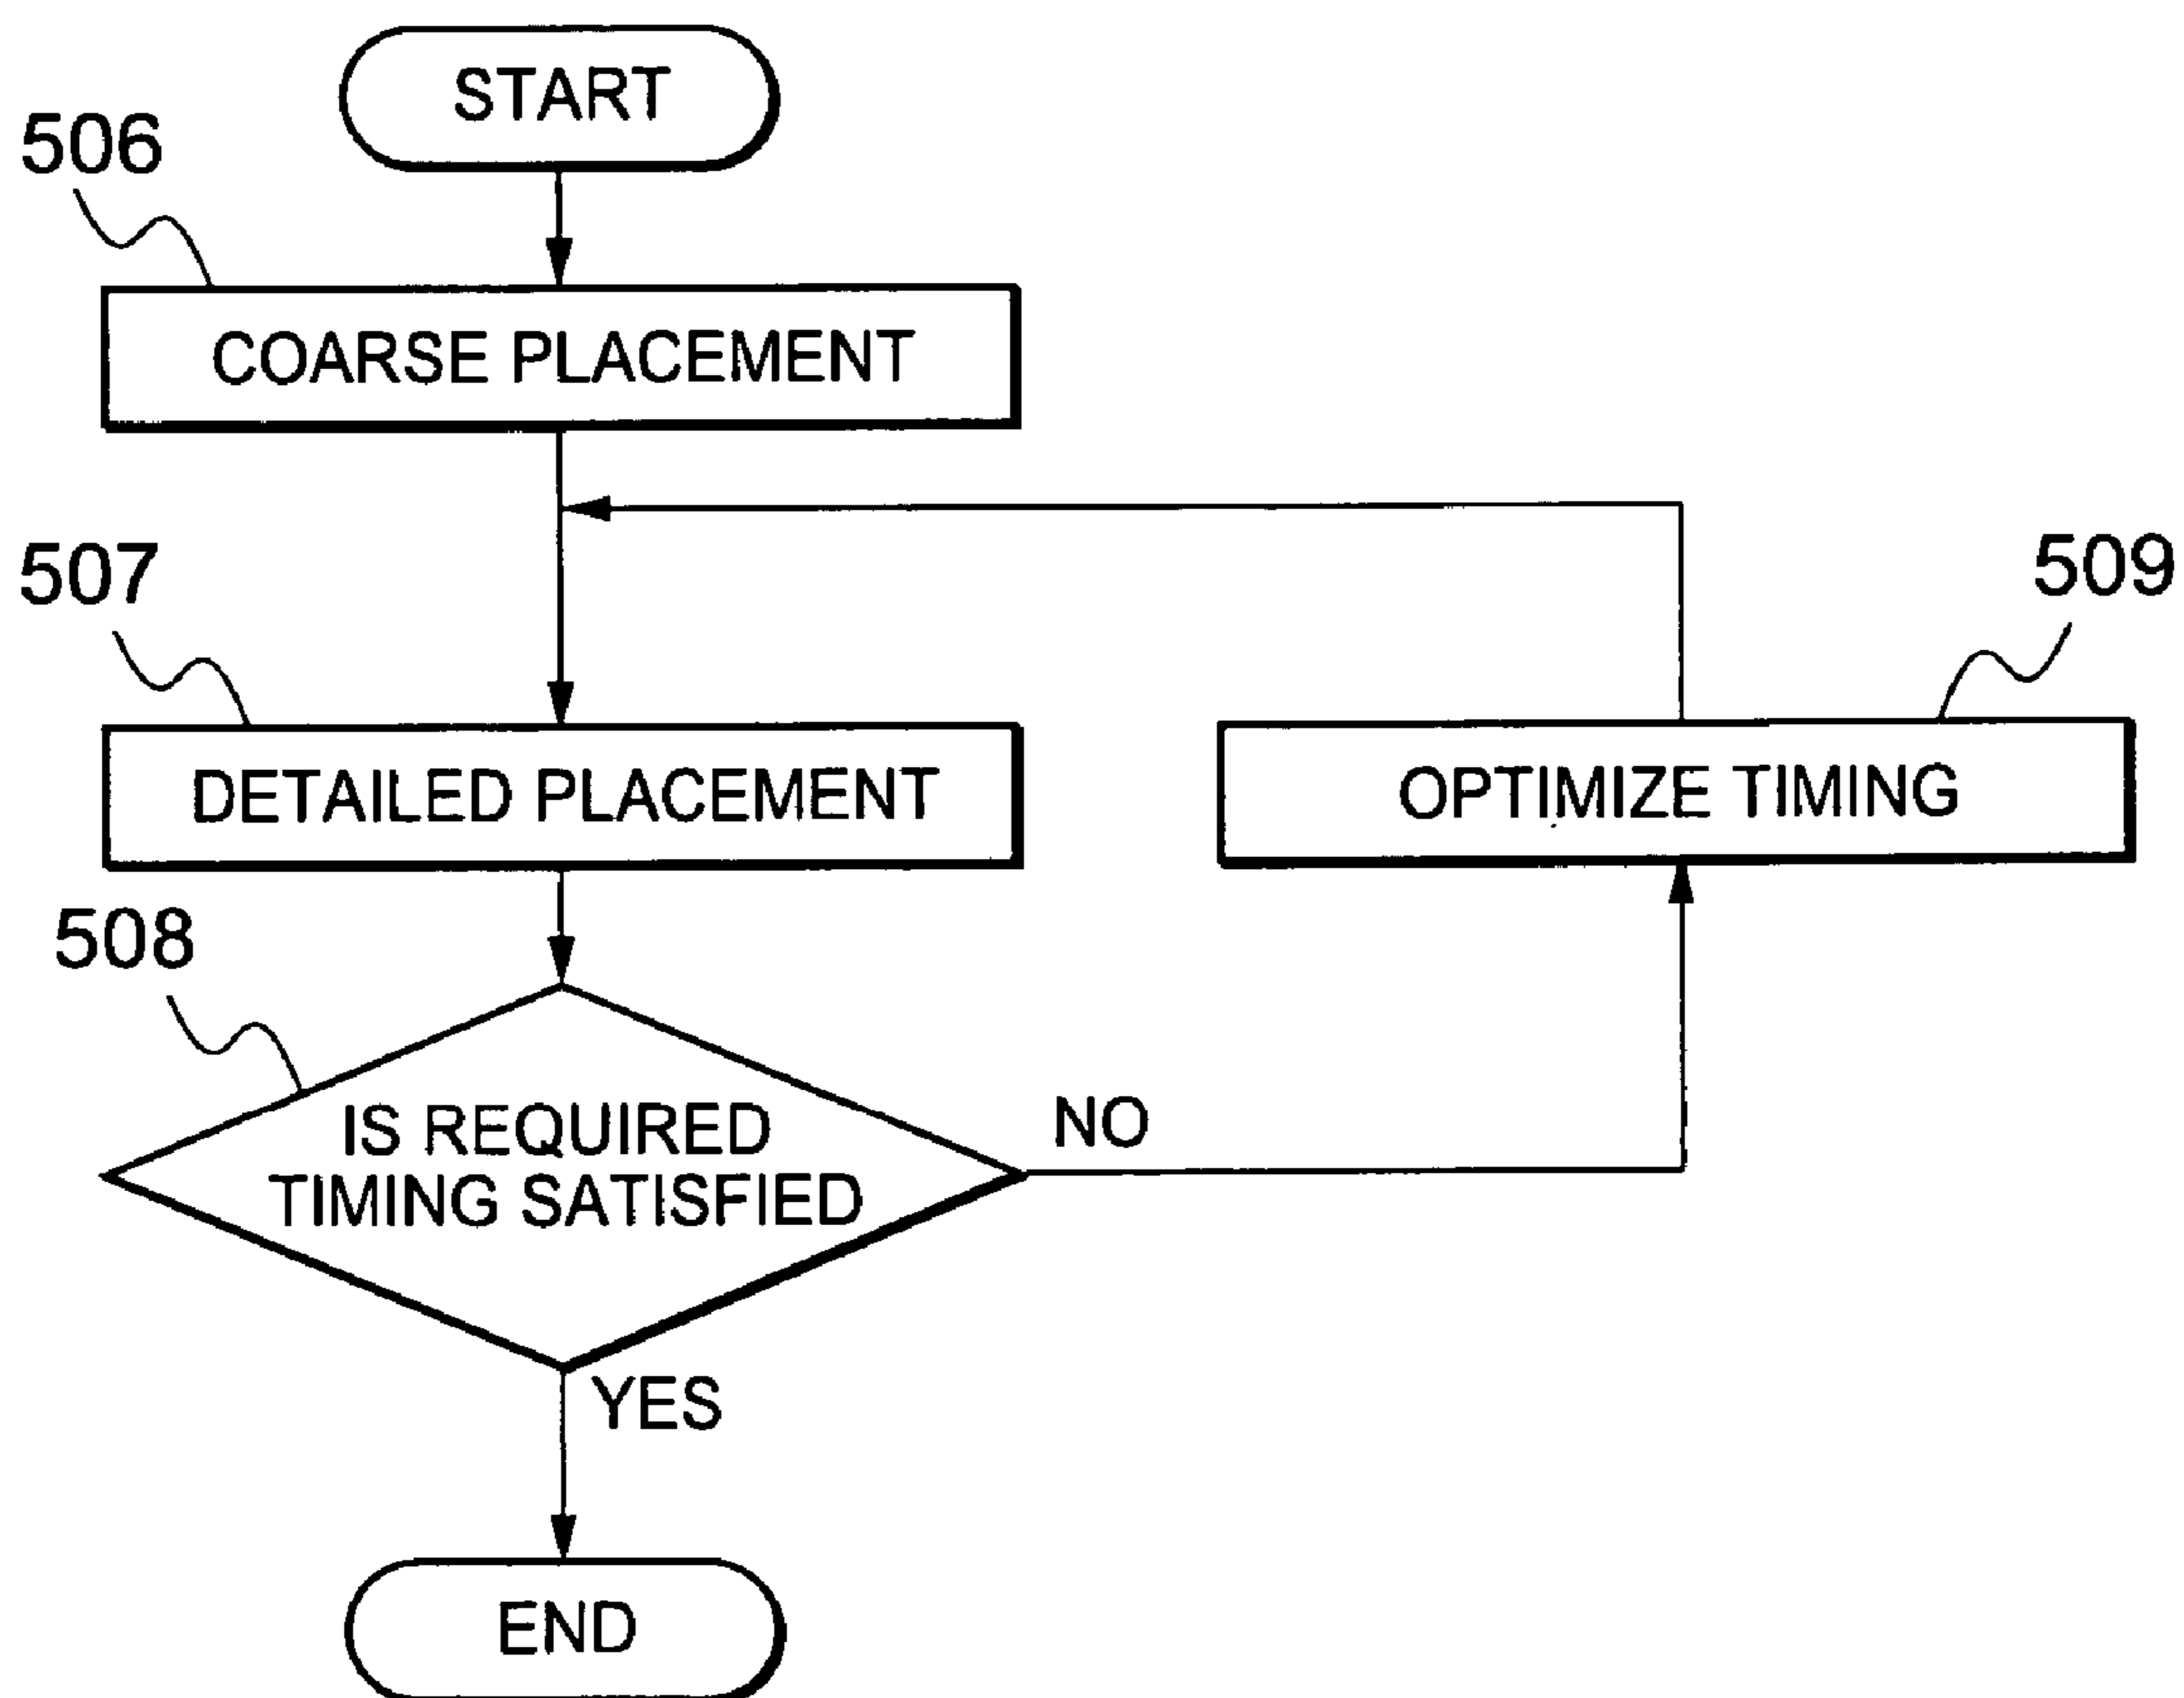 START
506
COARSE PLACEMENT
507
509
DETAILED PLACEMENT
OPTIMIZE TIMING
508
IS REQUIRED
TIMING SATISFIED
NO
YES
END